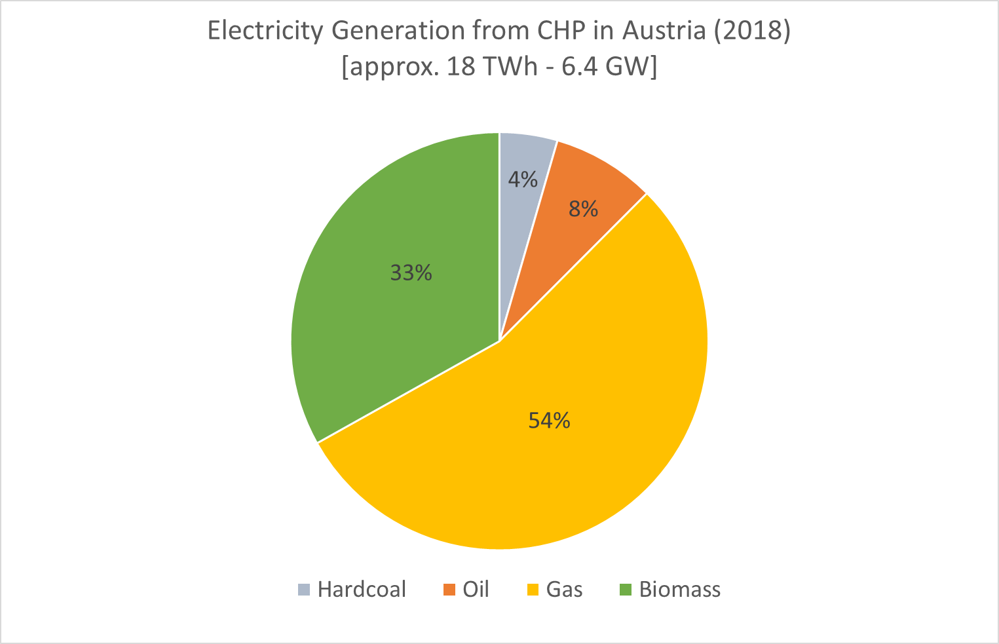 Electricity Generation from CHP in Austria (2018)
[approx. 18 TWh - 6.4 GW]
4%
8%
33%
54%
Hardcoal Oil Gas Biomass